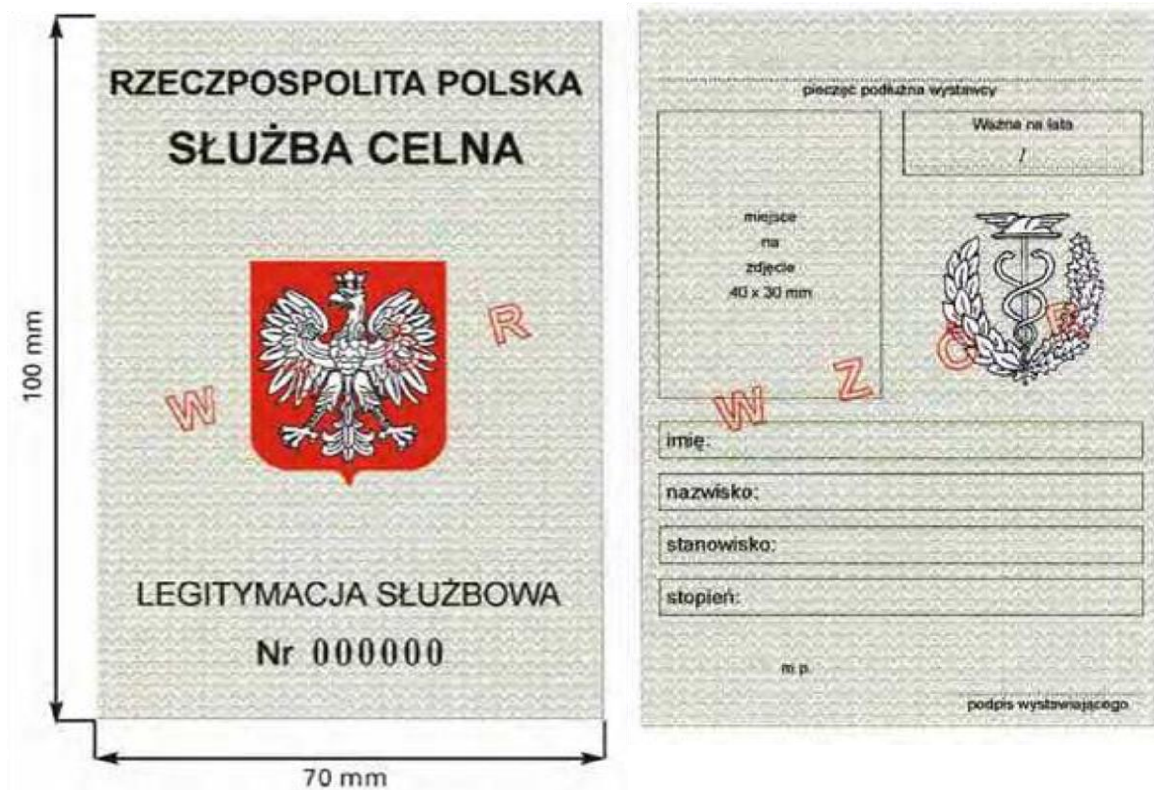 RZECZPOSPOLITA POLSKA
SŁUŻBA CELNA
W R
LEGITYMACJA SŁUŻBOWA
Nr 000000
100 mm
70 mm
pieczęć podłużna wystawcy
Ważna na lata
/
miejsce
na
zdjęcie
40 x 30 mm
W Z Ó R
imię:
nazwisko:
stanowisko:
stopień:
m.p.
podpis wystawiającego